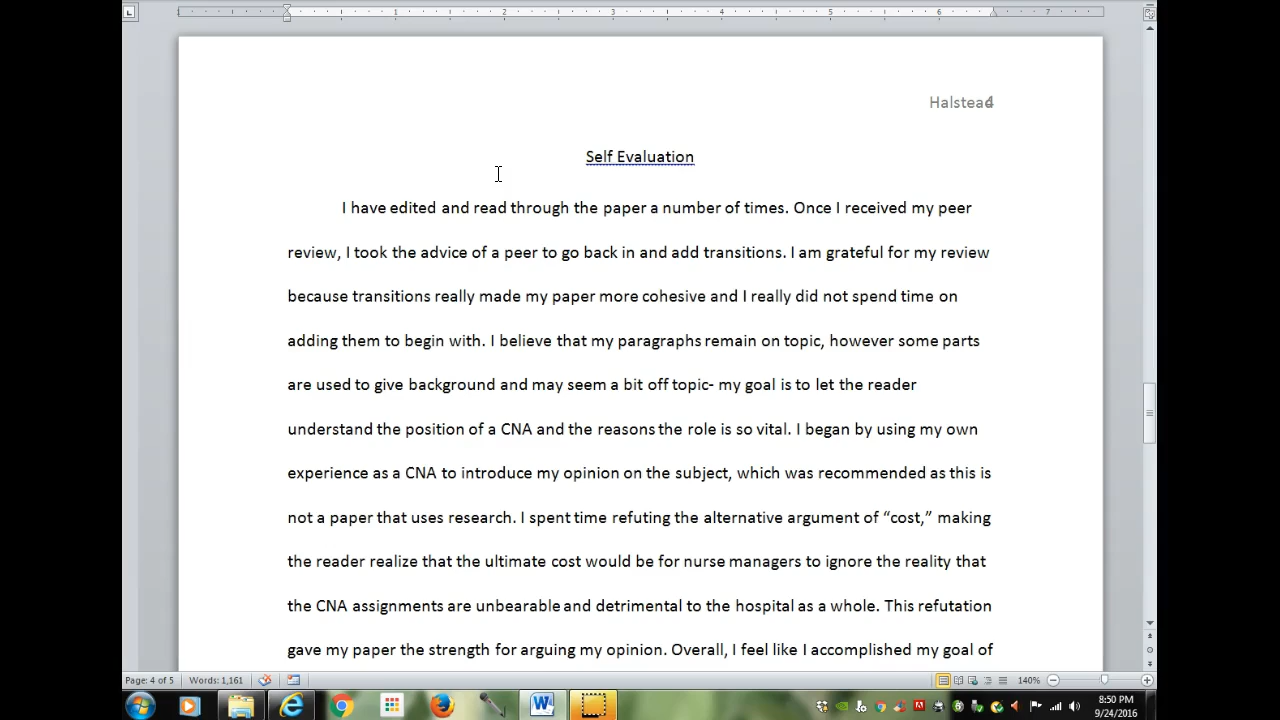 1 2 3 4 5 6 7
Halstead4
Self Evaluation
I have edited and read through the paper a number of times. Once I received my peer
review, I took the advice of a peer to go back in and add transitions. I am grateful for my review
because transitions really made my paper more cohesive and I really did not spend time on
adding them to begin with. I believe that my paragraphs remain on topic, however some parts
are used to give background and may seem a bit off topic- my goal is to let the reader
understand the position of a CNA and the reasons the role is so vital. I began by using my own
experience as a CNA to introduce my opinion on the subject, which was recommended as this is
not a paper that uses research. I spent time refuting the alternative argument of “cost,” making
the reader realize that the ultimate cost would be for nurse managers to ignore the reality that
the CNA assignments are unbearable and detrimental to the hospital as a whole. This refutation
gave my paper the strength for arguing my opinion. Overall, I feel like I accomplished my goal of
Page: 4 of 5 Words: 1,161 140%
8:50 PM
9/24/2016